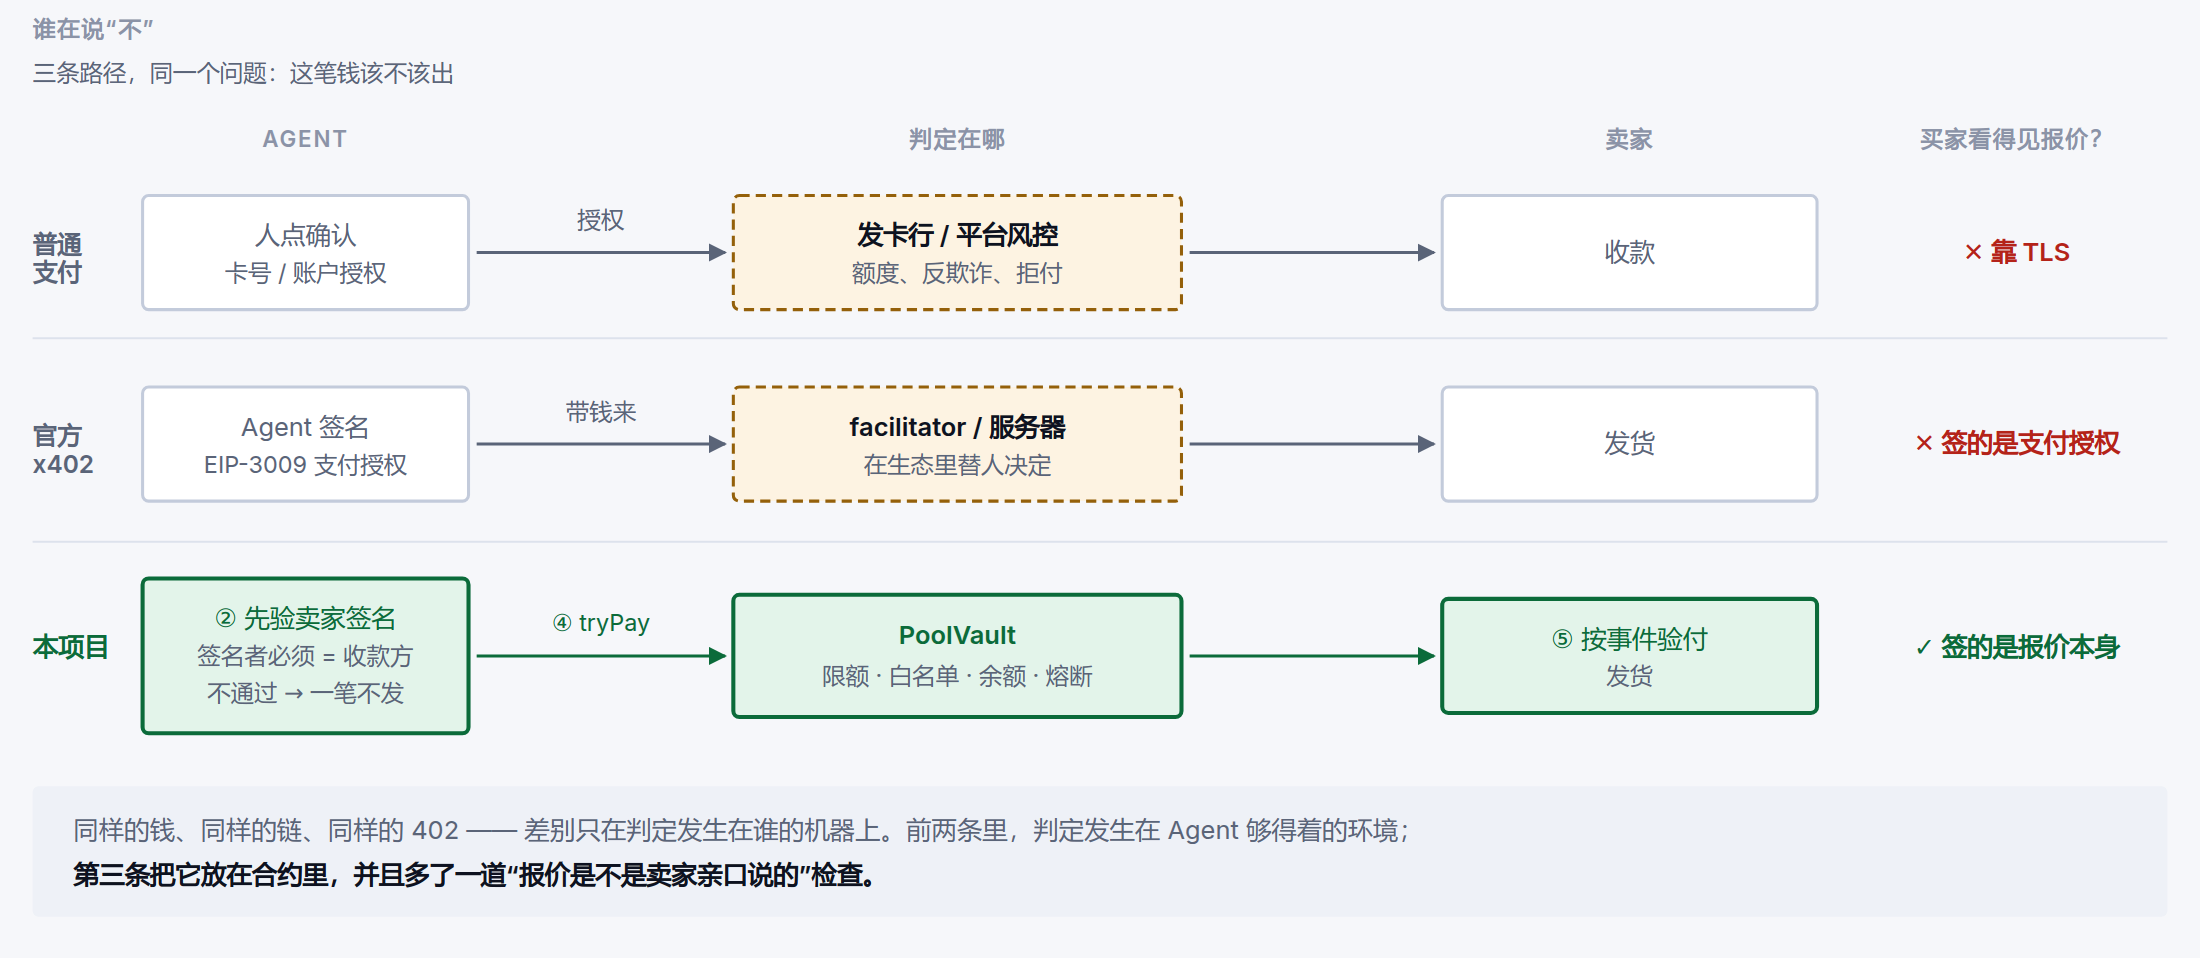 谁在说“不”
三条路径，同一个问题：这笔钱该不该出
AGENT
判定在哪
卖家
买家看得见报价？
普通
支付
人点确认
卡号 / 账户授权
授权
发卡行 / 平台风控
额度、反欺诈、拒付
收款
✕ 靠 TLS
官方
x402
Agent 签名
EIP-3009 支付授权
带钱来
facilitator / 服务器
在生态里替人决定
发货
✕ 签的是支付授权
本项目
② 先验卖家签名
签名者必须 = 收款方
不通过 → 一笔不发
④ tryPay
PoolVault
限额 · 白名单 · 余额 · 熔断
⑤ 按事件验付
发货
✓ 签的是报价本身
同样的钱、同样的链、同样的 402 —— 差别只在判定发生在谁的机器上。前两条里，判定发生在 Agent 够得着的环境；
第三条把它放在合约里，并且多了一道“报价是不是卖家亲口说的”检查。